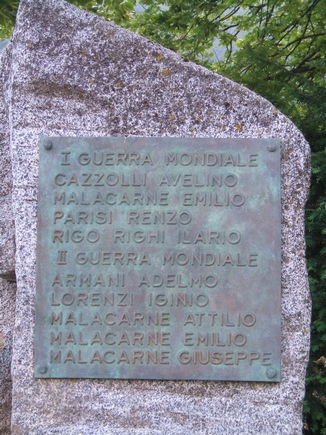 I GUERRA MONDIALE
CAZZOLLI AVELINO
MALACARNE EMILIO
PARISI RENZO
RIGO RIGHI ILARIO
II GUERRA MONDIALE
ARMANI ADELMO
LORENZI IGINIO
MALACARNE ATTILIO
MALACARNE EMILIO
MALACARNE GIUSEPPE